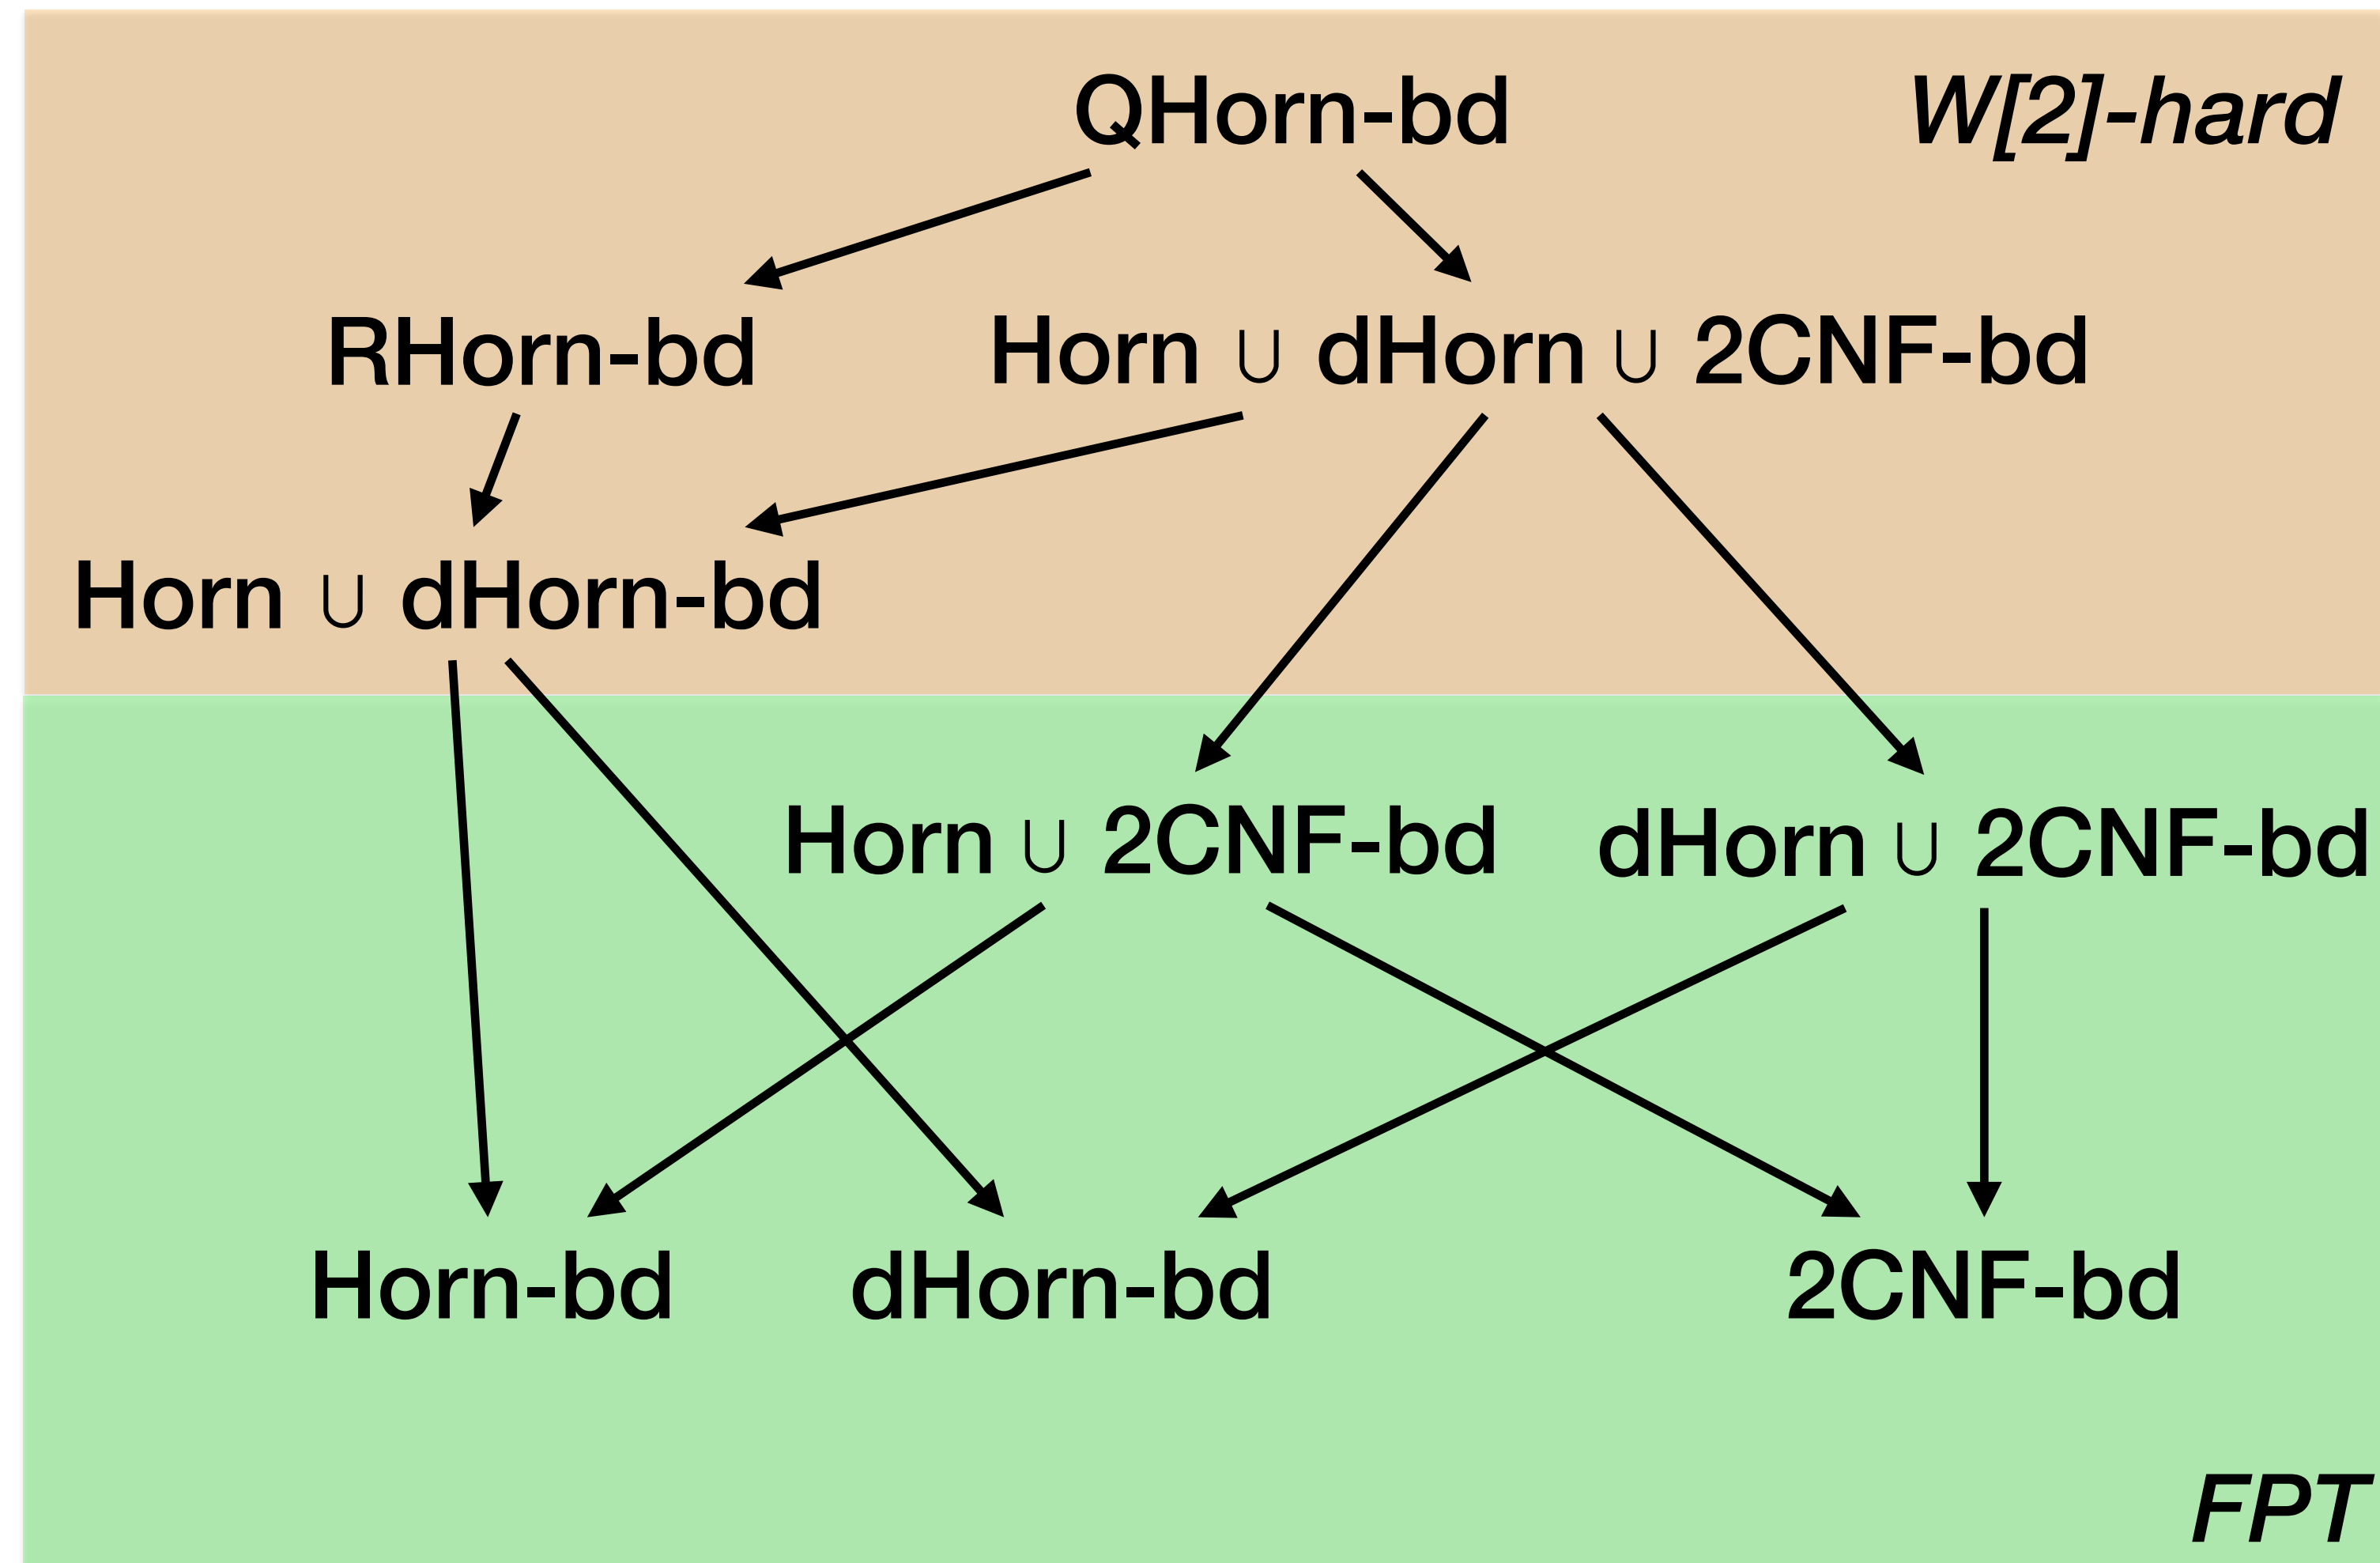 QHorn-bd
W[2]-hard
RHorn-bd
Horn ∪ dHorn ∪ 2CNF-bd
Horn ∪ dHorn-bd
Horn ∪ 2CNF-bd
dHorn ∪ 2CNF-bd
Horn-bd
dHorn-bd
2CNF-bd
FPT